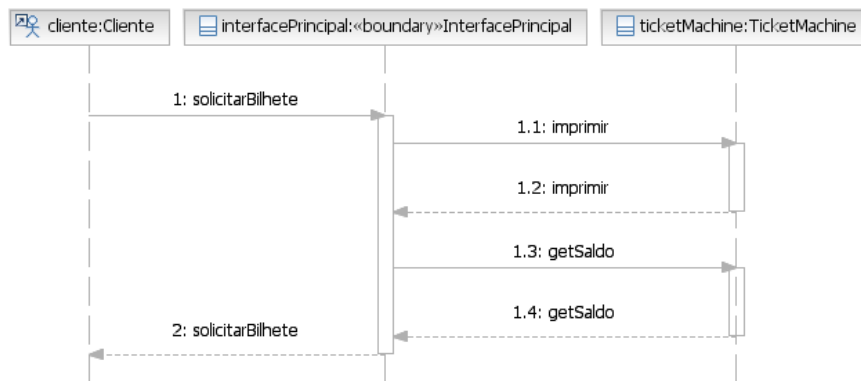 cliente:Cliente
interfacePrincipal:«boundary»InterfacePrincipal
ticketMachine:TicketMachine
1: solicitarBilhete
1.1: imprimir
1.2: imprimir
1.3: getSaldo
1.4: getSaldo
2: solicitarBilhete